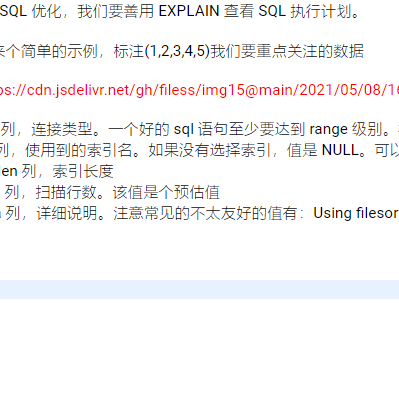 SQL 优化，我们要善用 EXPLAIN 查看 SQL 执行计划。
个简单的示例，标注(1,2,3,4,5)我们要重点关注的数据
ps://cdn.jsdelivr.net/gh/filess/img15@main/2021/05/08/1
列，连接类型。一个好的 sql 语句至少要达到 range 级别。
列，使用到的索引名。如果没有选择索引，值是 NULL。可以
en 列，索引长度
列，扫描行数。该值是个预估值
列，详细说明。注意常见的不太友好的值有：Using filesor